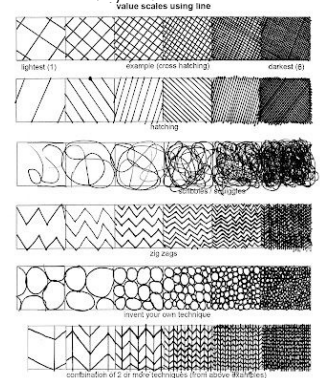 value scales using line
lightest (1) example (cross hatching) darkest (6)
hatching
scribbles / squiggles
zig zags
invent your own technique
combination of 2 or more techniques (from above examples)